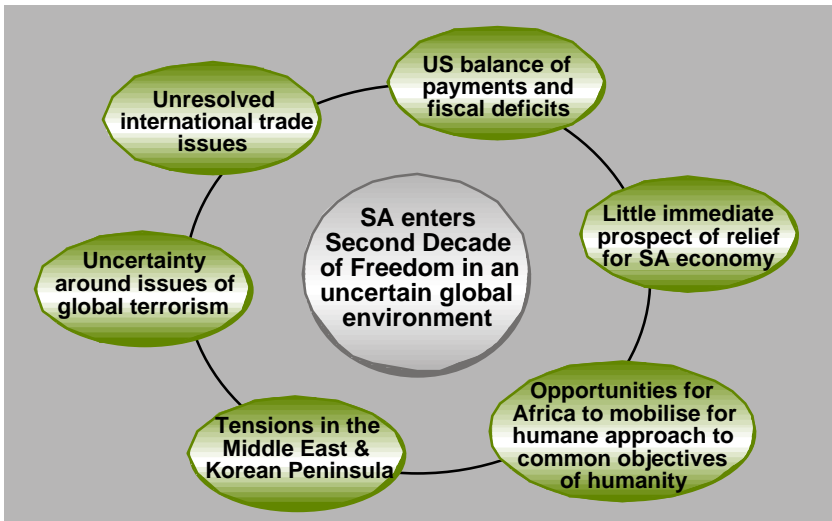 US balance of
payments and
fiscal deficits
Unresolved
international trade
issues
Little immediate
prospect of relief
for SA economy
SA enters
Second Decade
of Freedom in an
uncertain global
environment
Uncertainty
around issues of
global terrorism
Opportunities for
Africa to mobilise for
humane approach to
common objectives
of humanity
Tensions in the
Middle East &
Korean Peninsula